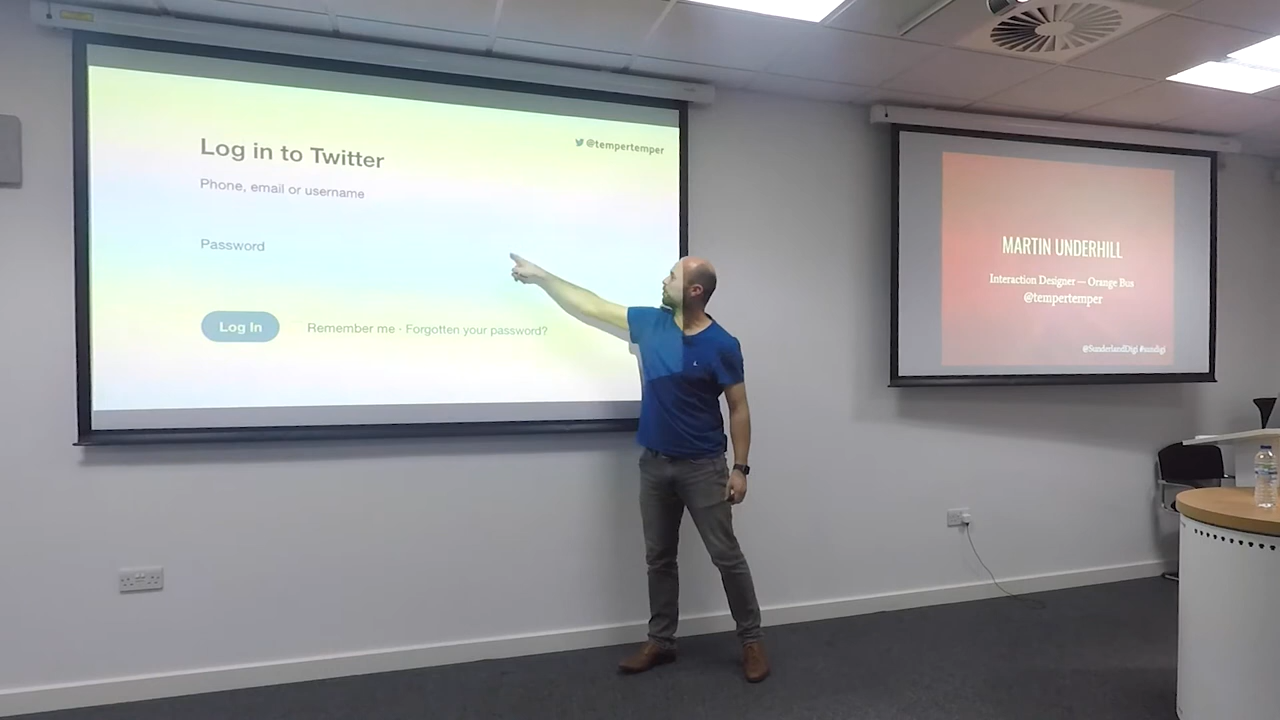 @tempertemper
Log in to Twitter
Phone, email or username
Password
Log In
Remember me · Forgotten your password?
MARTIN UNDERHILL
Interaction Designer — Orange Bus
@tempertemper
@SunderlandDigi #sundigi